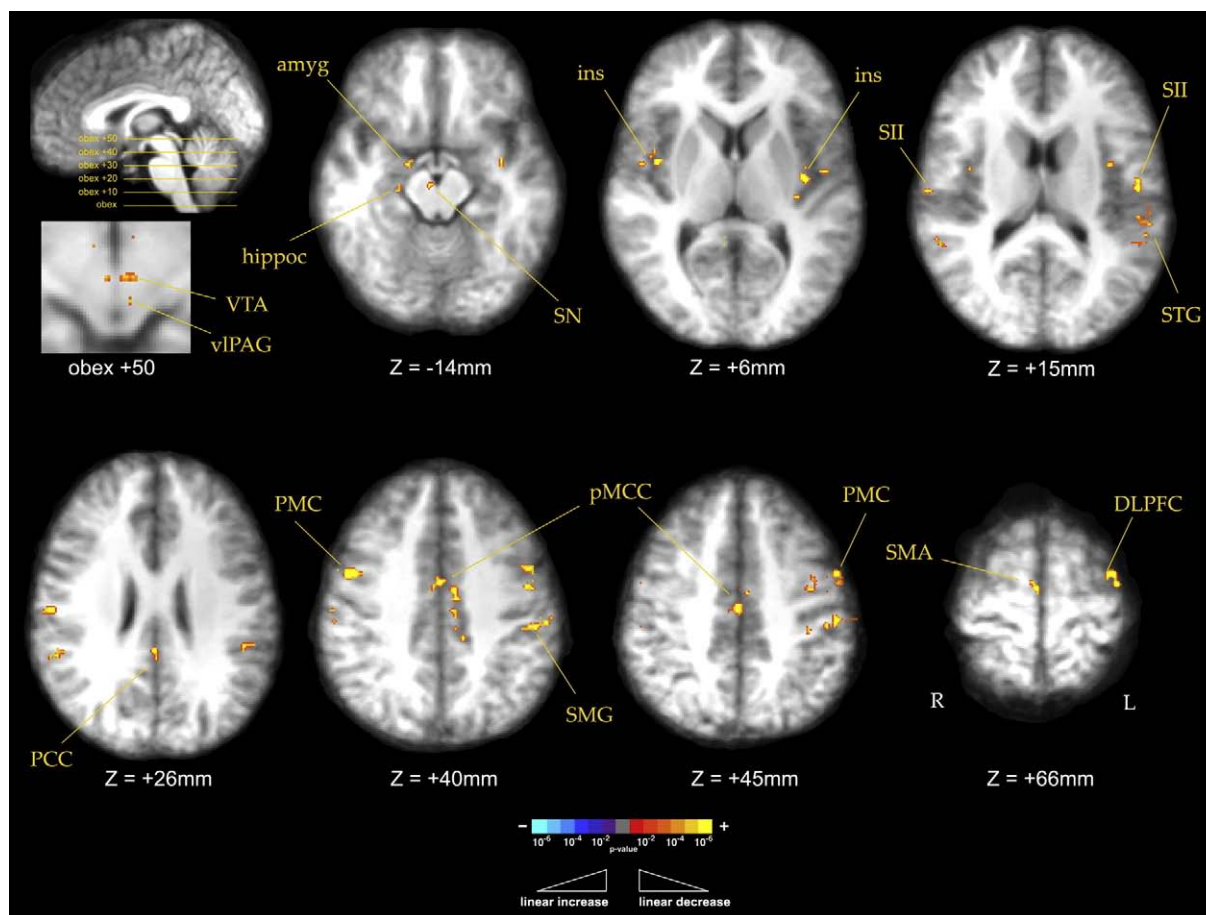 obex +50
obex +40
obex +30
obex +20
obex +10
obex
VTA
vlPAG
obex +50
amyg
hippoc
SN
Z = -14mm
ins
ins
Z = +6mm
SII
SII
STG
Z = +15mm
PCC
Z = +26mm
PMC
pMCC
SMG
Z = +40mm
PMC
Z = +45mm
SMA
DLPFC
R
L
Z = +66mm
− +
10-6 10-4 10-2 10-2 10-4 10-6
p-value
linear increase linear decrease